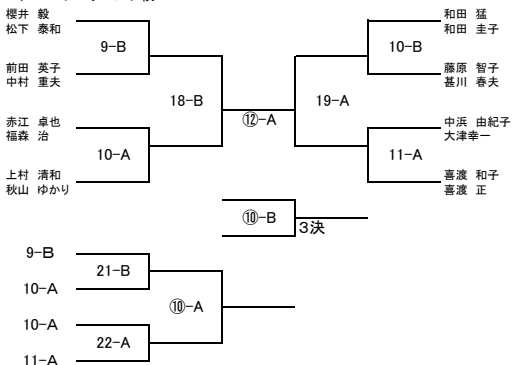 櫻井 毅
松下 泰和
9-B
前田 英子
中村 重夫
18-B
赤江 卓也
福森 治
10-A
上村 清和
秋山 ゆかり
⑫-A
和田 猛
和田 圭子
10-B
藤原 智子
甚川 春夫
19-A
中浜 由紀子
大津幸一
11-A
喜渡 和子
喜渡 正
⑩-B
3決
9-B
21-B
10-A
⑩-A
10-A
22-A
11-A